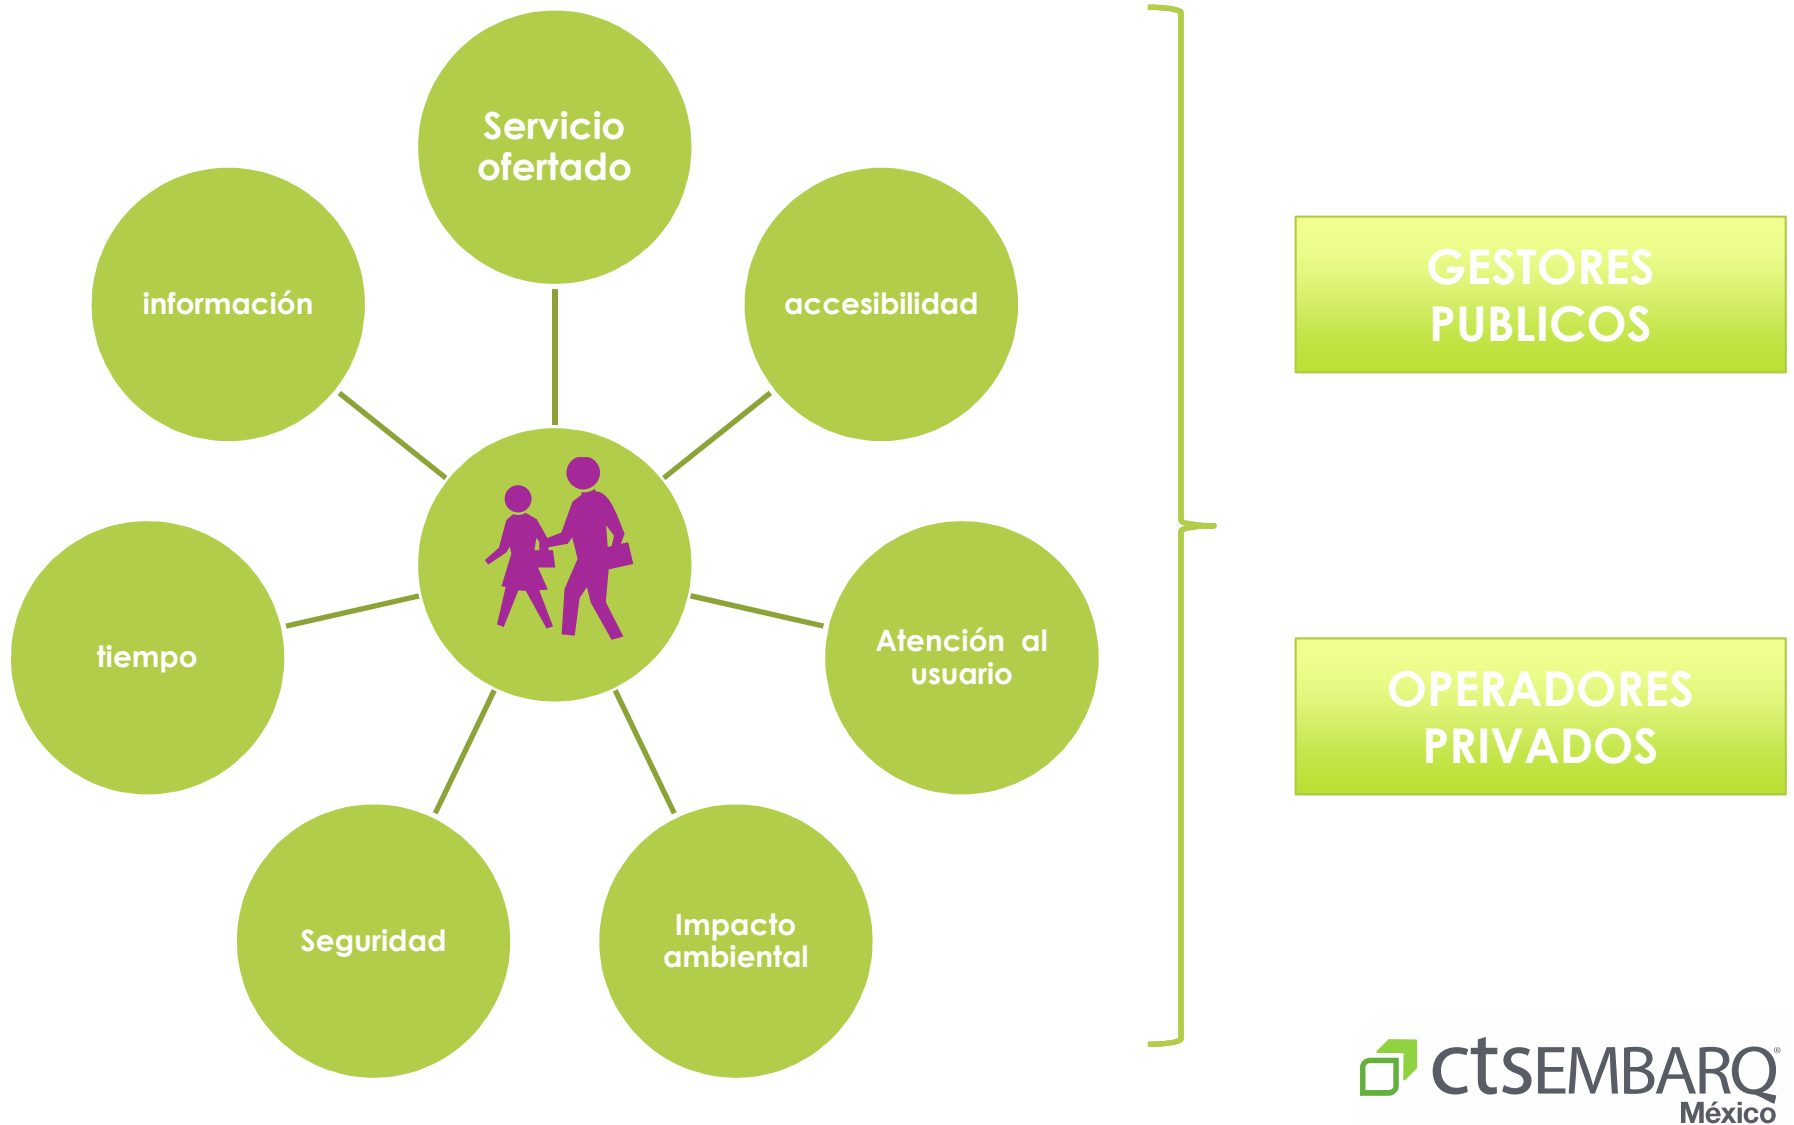 Servicio
ofertado
información
accesibilidad
tiempo
Atención al
usuario
Seguridad
Impacto
ambiental
GESTORES
PUBLICOS
OPERADORES
PRIVADOS
ctsEMBARQ®
México